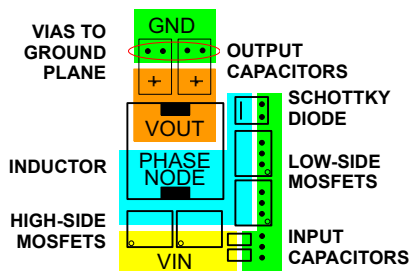 GND
VIAS TO
GROUND
PLANE
OUTPUT
CAPACITORS
+ +
VOUT
SCHOTTKY
DIODE
INDUCTOR
PHASE
NODE
LOW-SIDE
MOSFETS
HIGH-SIDE
MOSFETS
VIN
INPUT
CAPACITORS